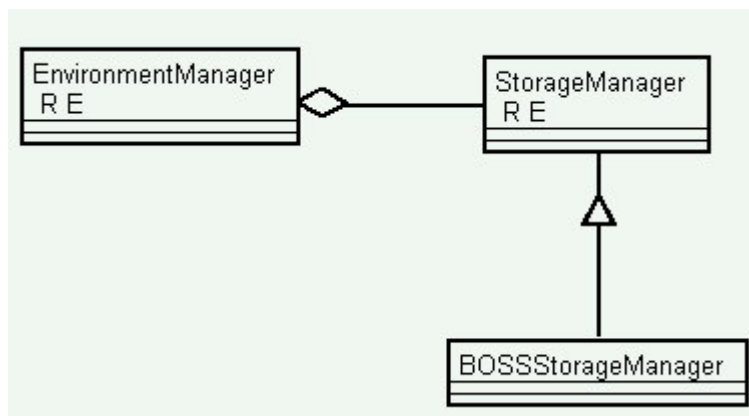 EnvironmentManager
R E
StorageManager
R E
BOSSStorageManager